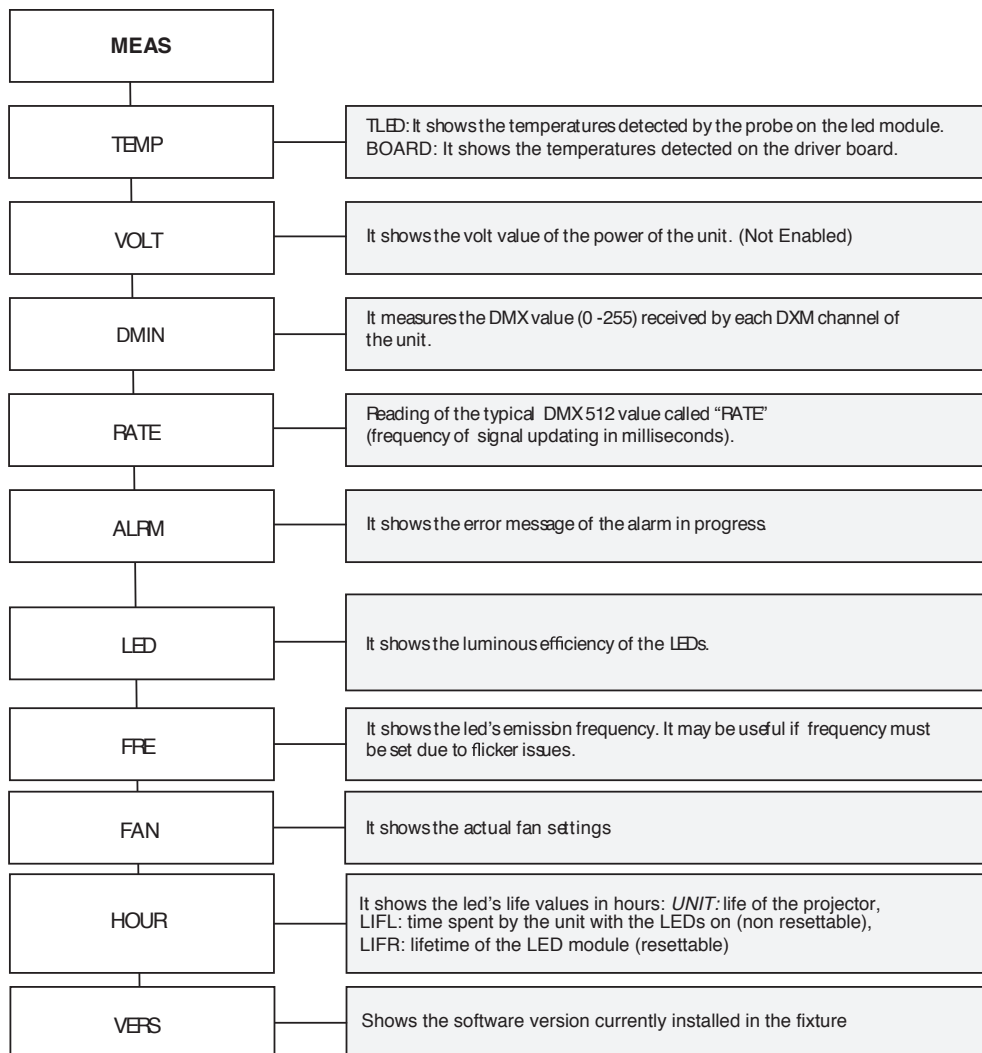 MEAS
TEMP
TLED: It shows the temperatures detected by the probe on the led module.
BOARD: It shows the temperatures detected on the driver board.
VOLT
It shows the volt value of the power of the unit. (Not Enabled)
DMIN
It measures the DMX value (0 -255) received by each DXM channel of
the unit.
RATE
Reading of the typical DMX 512 value called “RATE”
(frequency of signal updating in milliseconds).
ALRM
It shows the error message of the alarm in progress.
LED
It shows the luminous efficiency of the LEDs.
FRE
It shows the led’s emission frequency. It may be useful if frequency must
be set due to flicker issues.
FAN
It shows the actual fan settings
HOUR
It shows the led’s life values in hours: UNIT: life of the projector,
LIFL: time spent by the unit with the LEDs on (non resettable),
LIFR: lifetime of the LED module (resettable)
VERS
Shows the software version currently installed in the fixture